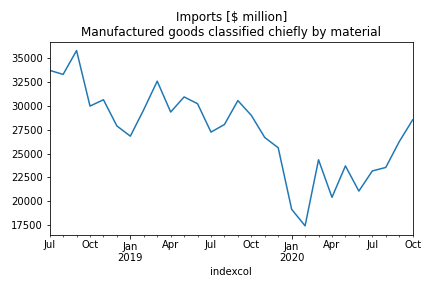 Imports [$ million]
Manufactured goods classified chiefly by material
35000
32500
30000
27500
25000
22500
20000
17500
Jul Oct Jan Apr Jul Oct Jan Apr Jul Oct
2019 2020
indexcol